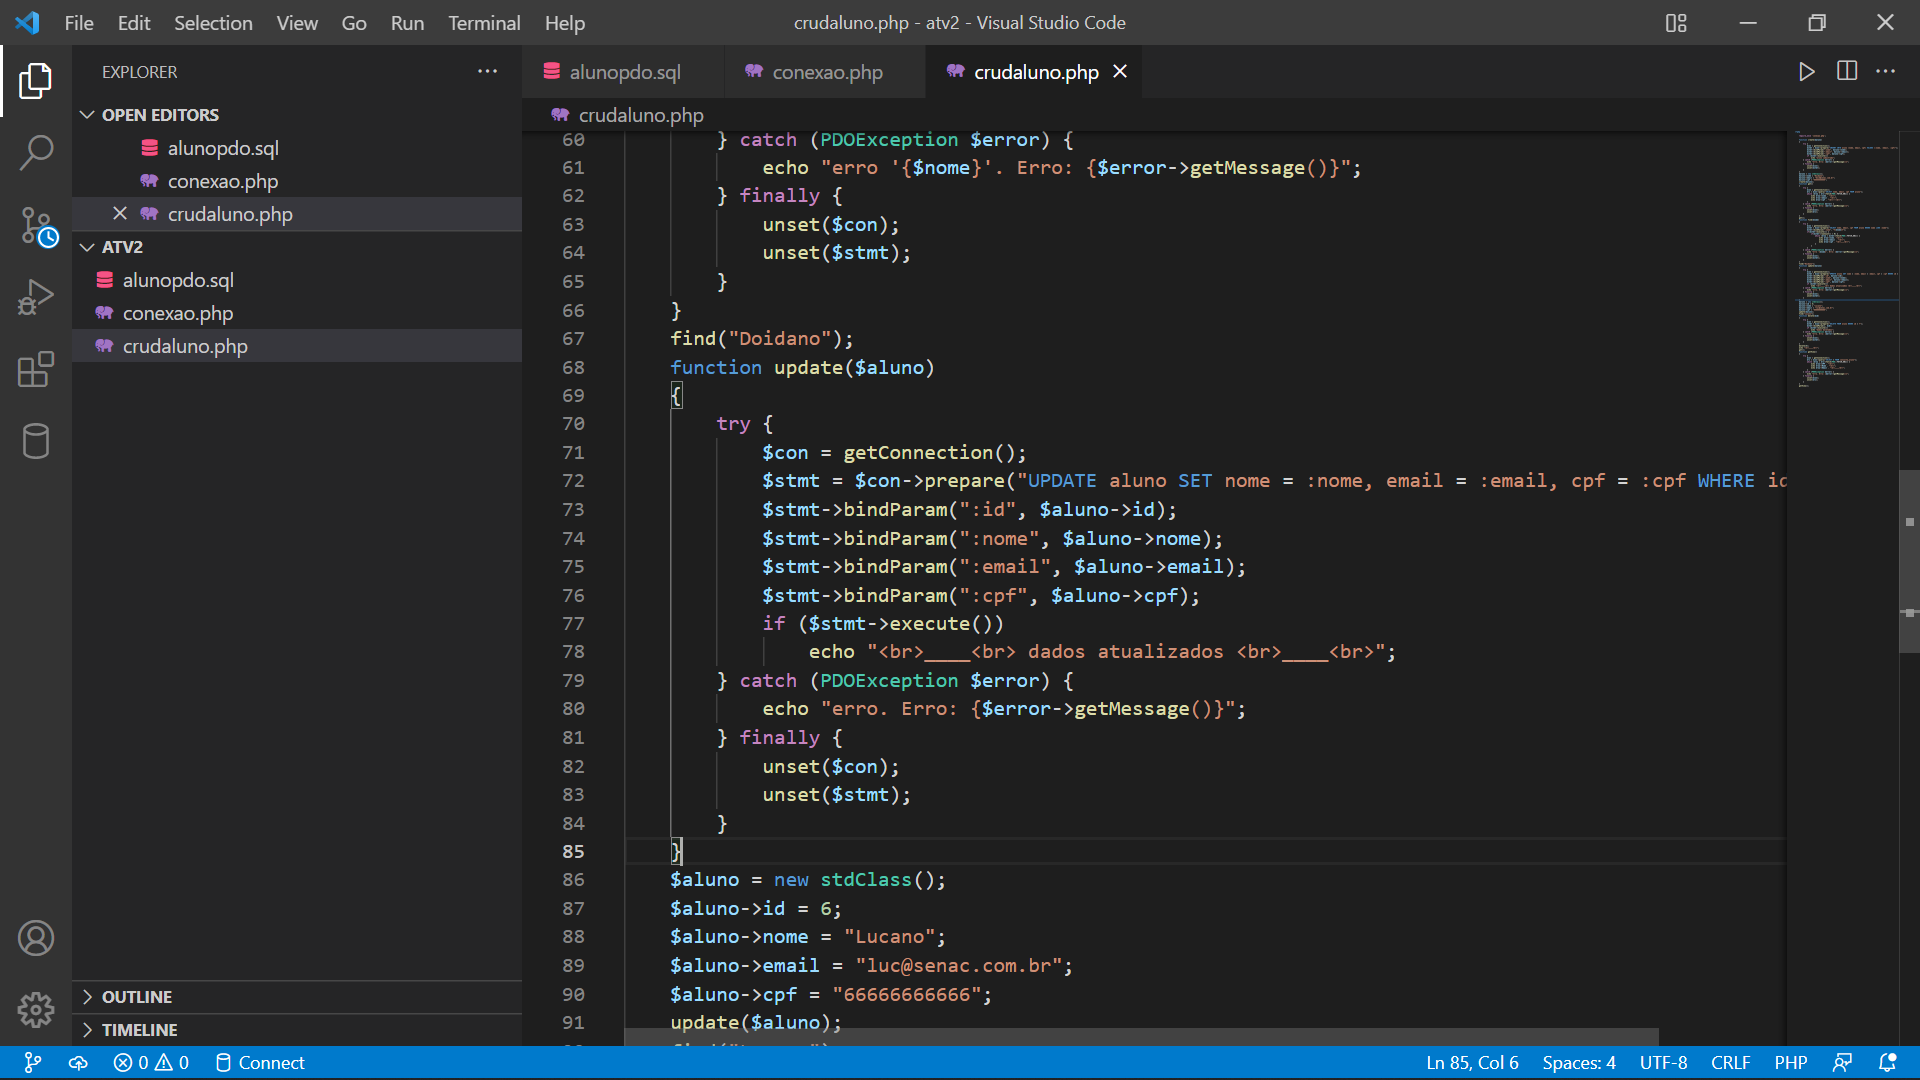 File Edit Selection View Go Run Terminal Help
crudaluno.php - atv2 - Visual Studio Code
EXPLORER
OPEN EDITORS
alunopdo.sql
conexao.php
crudaluno.php
ATV2
alunopdo.sql
conexao.php
crudaluno.php
OUTLINE
TIMELINE
alunopdo.sql conexao.php crudaluno.php
crudaluno.php
60 } catch (PDOException $error) {
61 echo "erro '{$nome}'. Erro: {$error->getMessage()}";
62 } finally {
63 unset($con);
64 unset($stmt);
65 }
66 }
67 find("Doidano");
68 function update($aluno)
69 {
70 try {
71 $con = getConnection();
72 $stmt = $con->prepare("UPDATE aluno SET nome = :nome, email = :email, cpf = :cpf WHERE id
73 $stmt->bindParam(":id", $aluno->id);
74 $stmt->bindParam(":nome", $aluno->nome);
75 $stmt->bindParam(":email", $aluno->email);
76 $stmt->bindParam(":cpf", $aluno->cpf);
77 if ($stmt->execute())
78 echo "<br>____<br> dados atualizados <br>____<br>";
79 } catch (PDOException $error) {
80 echo "erro. Erro: {$error->getMessage()}";
81 } finally {
82 unset($con);
83 unset($stmt);
84 }
85 }
86 $aluno = new stdClass();
87 $aluno->id = 6;
88 $aluno->nome = "Lucano";
89 $aluno->email = "luc@senac.com.br";
90 $aluno->cpf = "66666666666";
91 update($aluno);
0 0 Connect
Ln 85, Col 6 Spaces: 4 UTF-8 CRLF PHP